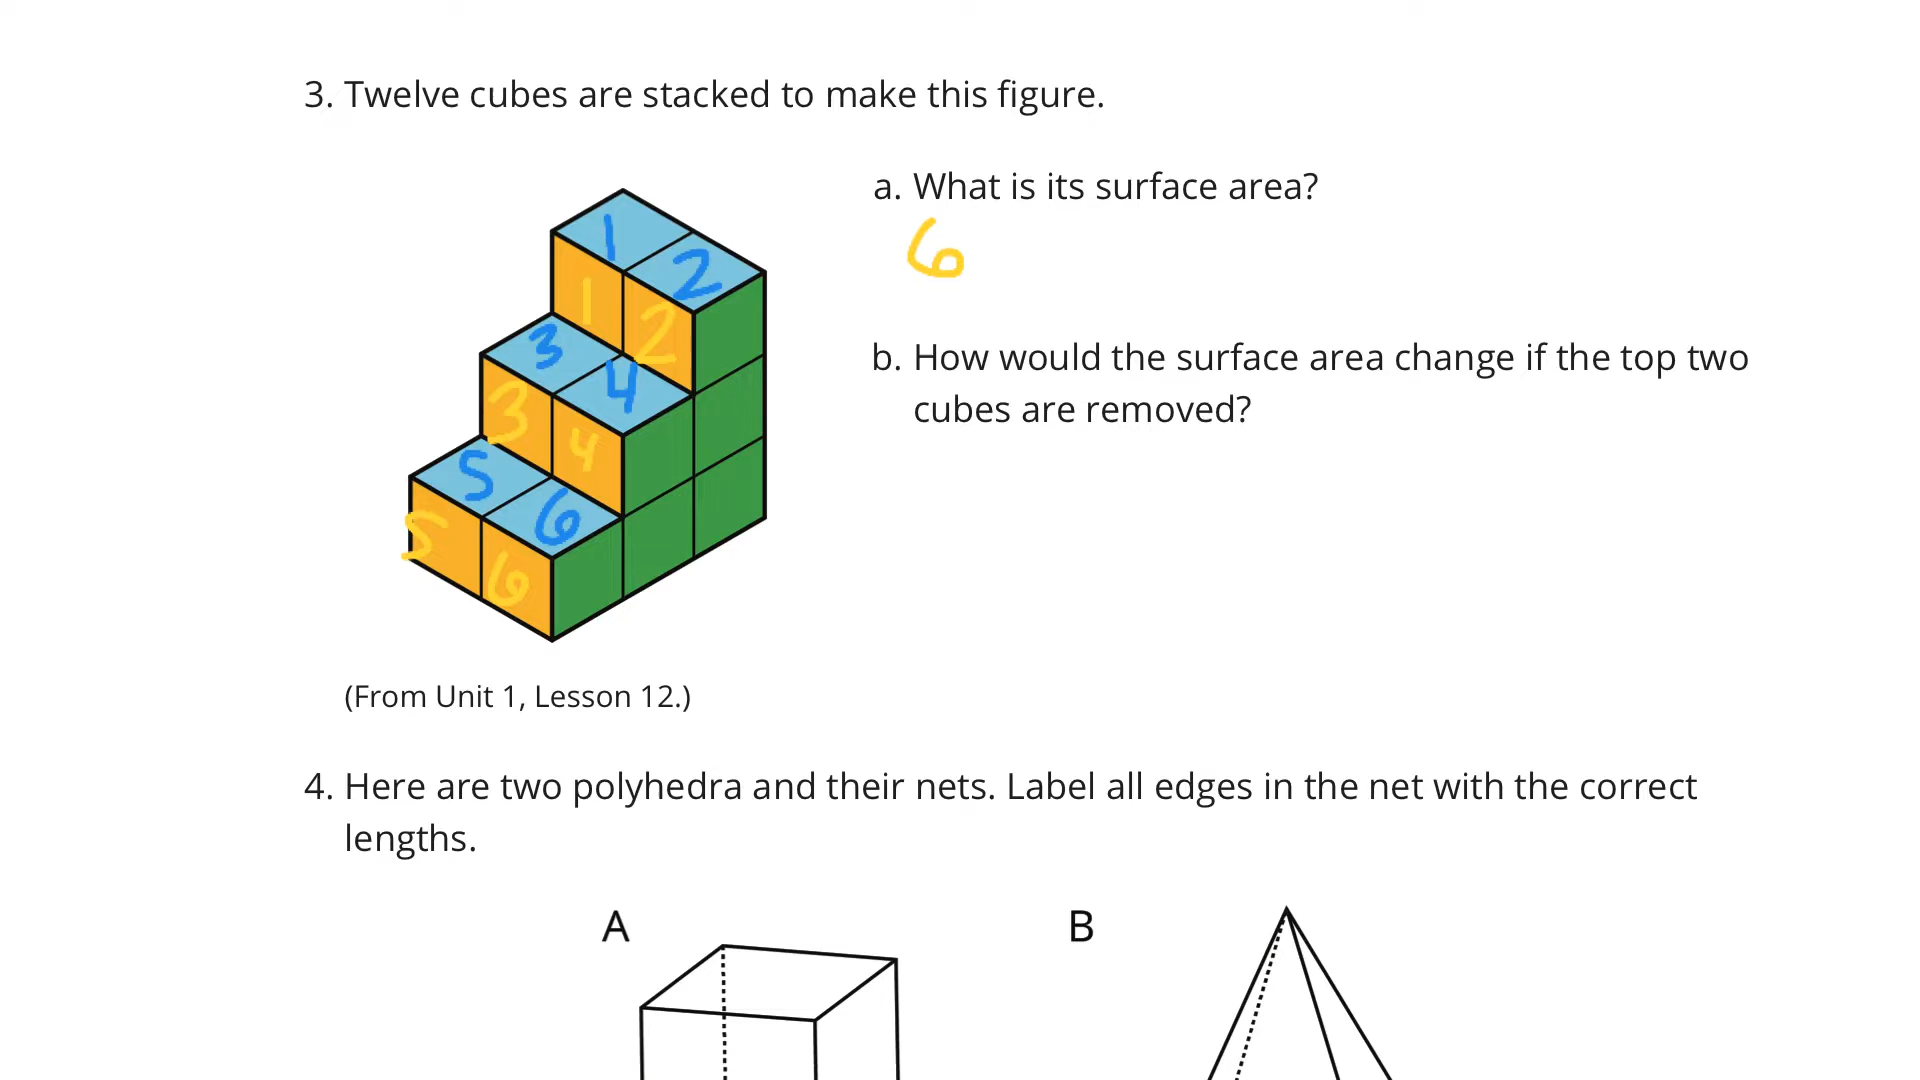 3. Twelve cubes are stacked to make this figure.
a. What is its surface area?
6
b. How would the surface area change if the top two
cubes are removed?
1
2
1
2
3
4
3
4
5
6
5
6
(From Unit 1, Lesson 12.)
4. Here are two polyhedra and their nets. Label all edges in the net with the correct
lengths.
A
B